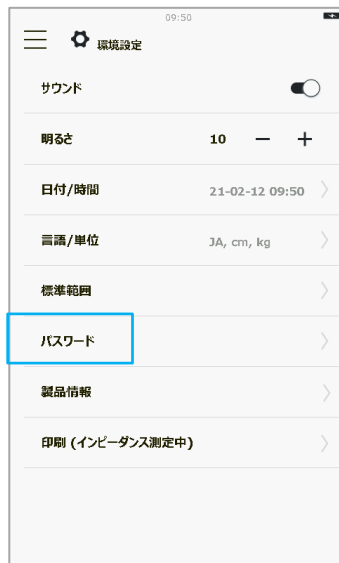 09:50
環境設定
サウンド
明るさ 10 − +
日付/時間 21-02-12 09:50
言語/単位 JA, cm, kg
標準範囲
パスワード
製品情報
印刷 (インピーダンス測定中)